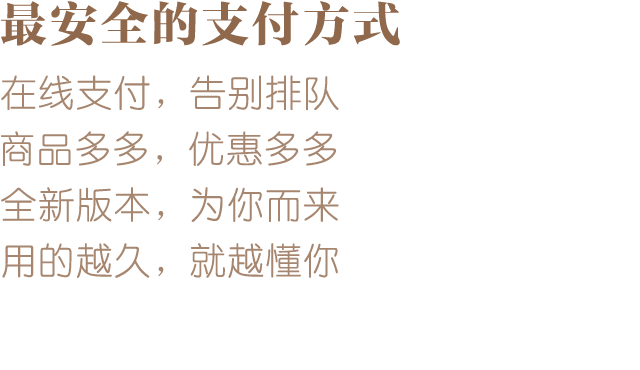 最安全的支付方式
在线支付，告别排队
商品多多，优惠多多
全新版本，为你而来
用的越久，就越懂你